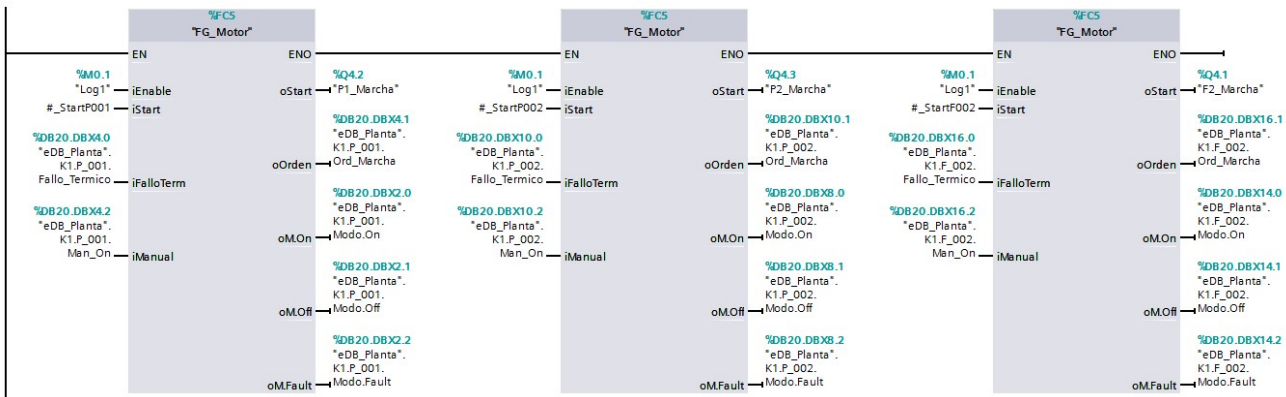 %FC5
"FG_Motor"
EN
ENO
%M0.1
"Log1"
iEnable
#_StartP001
iStart
%DB20.DBX4.0
"eDB_Planta".
K1.P_001.
Fallo_Termico
iFalloTerm
%DB20.DBX4.2
"eDB_Planta".
K1.P_001.
Man_On
iManual
%Q4.2
oStart
"P1_Marcha"
%DB20.DBX4.1
"eDB_Planta".
K1.P_001.
oOrden
Ord_Marcha
%DB20.DBX2.0
"eDB_Planta".
K1.P_001.
oM.On
Modo.On
%DB20.DBX2.1
"eDB_Planta".
K1.P_001.
oM.Off
Modo.Off
%DB20.DBX2.2
"eDB_Planta".
K1.P_001.
oM.Fault
Modo.Fault
%FC5
"FG_Motor"
EN
ENO
%M0.1
"Log1"
iEnable
#_StartP002
iStart
%DB20.DBX10.0
"eDB_Planta".
K1.P_002.
Fallo_Termico
iFalloTerm
%DB20.DBX10.2
"eDB_Planta".
K1.P_002.
Man_On
iManual
%Q4.3
oStart
"P2_Marcha"
%DB20.DBX10.1
"eDB_Planta".
K1.P_002.
oOrden
Ord_Marcha
%DB20.DBX8.0
"eDB_Planta".
K1.P_002.
oM.On
Modo.On
%DB20.DBX8.1
"eDB_Planta".
K1.P_002.
oM.Off
Modo.Off
%DB20.DBX8.2
"eDB_Planta".
K1.P_002.
oM.Fault
Modo.Fault
%FC5
"FG_Motor"
EN
ENO
%M0.1
"Log1"
iEnable
#_StartF002
iStart
%DB20.DBX16.0
"eDB_Planta".
K1.F_002.
Fallo_Termico
iFalloTerm
%DB20.DBX16.2
"eDB_Planta".
K1.F_002.
Man_On
iManual
%Q4.1
oStart
"F2_Marcha"
%DB20.DBX16.1
"eDB_Planta".
K1.F_002.
oOrden
Ord_Marcha
%DB20.DBX14.0
"eDB_Planta".
K1.F_002.
oM.On
Modo.On
%DB20.DBX14.1
"eDB_Planta".
K1.F_002.
oM.Off
Modo.Off
%DB20.DBX14.2
"eDB_Planta".
K1.F_002.
oM.Fault
Modo.Fault